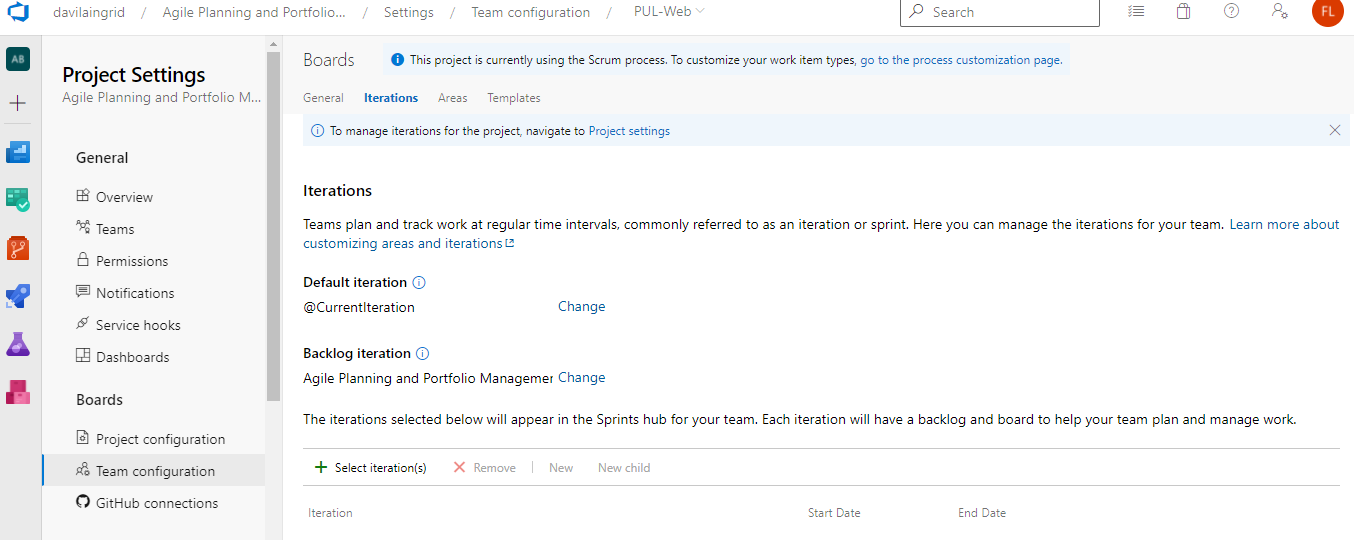 davilaingrid / Agile Planning and Portfolio... / Settings / Team configuration / PUL-Web
Search
FL
AB
Project Settings
Agile Planning and Portfolio M...
General
Overview
Teams
Permissions
Notifications
Service hooks
Dashboards
Boards
Project configuration
Team configuration
GitHub connections
Boards
This project is currently using the Scrum process. To customize your work item types, go to the process customization page.
General Iterations Areas Templates
To manage iterations for the project, navigate to Project settings
Iterations
Teams plan and track work at regular time intervals, commonly referred to as an iteration or sprint. Here you can manage the iterations for your team. Learn more about
customizing areas and iterations
Default iteration
@CurrentIteration Change
Backlog iteration
Agile Planning and Portfolio Managemer Change
The iterations selected below will appear in the Sprints hub for your team. Each iteration will have a backlog and board to help your team plan and manage work.
Select iteration(s) Remove New New child
Iteration Start Date End Date